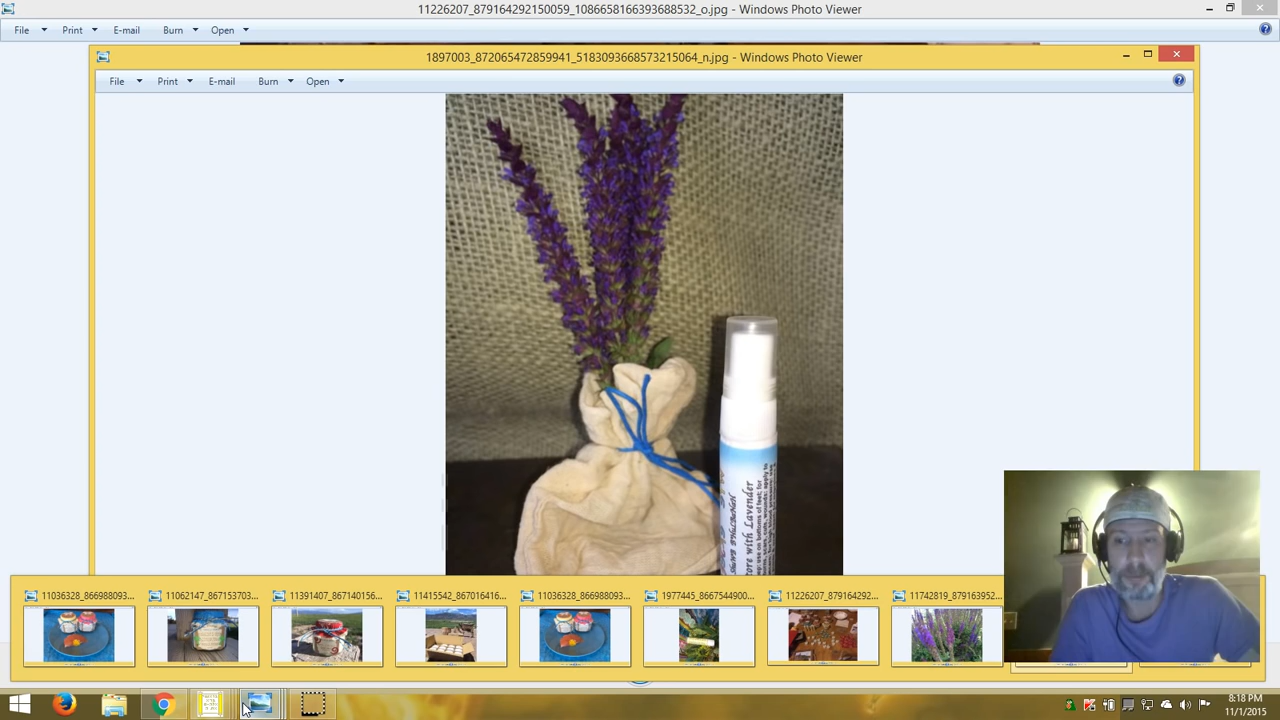 11226207_879164292150059_1086658166393688532_o.jpg - Windows Photo Viewer
File Print E-mail Burn Open
1897003_872065472859941_5183093668573215064_n.jpg - Windows Photo Viewer
File Print E-mail Burn Open
tore with Lavender
11036328_866988093...
11062147_867153703...
11391407_867140156...
11415542_867016416...
11036328_866988093...
1977445_8667544900...
11226207_879164292...
11742819_879163952...
8:18 PM
11/1/2015